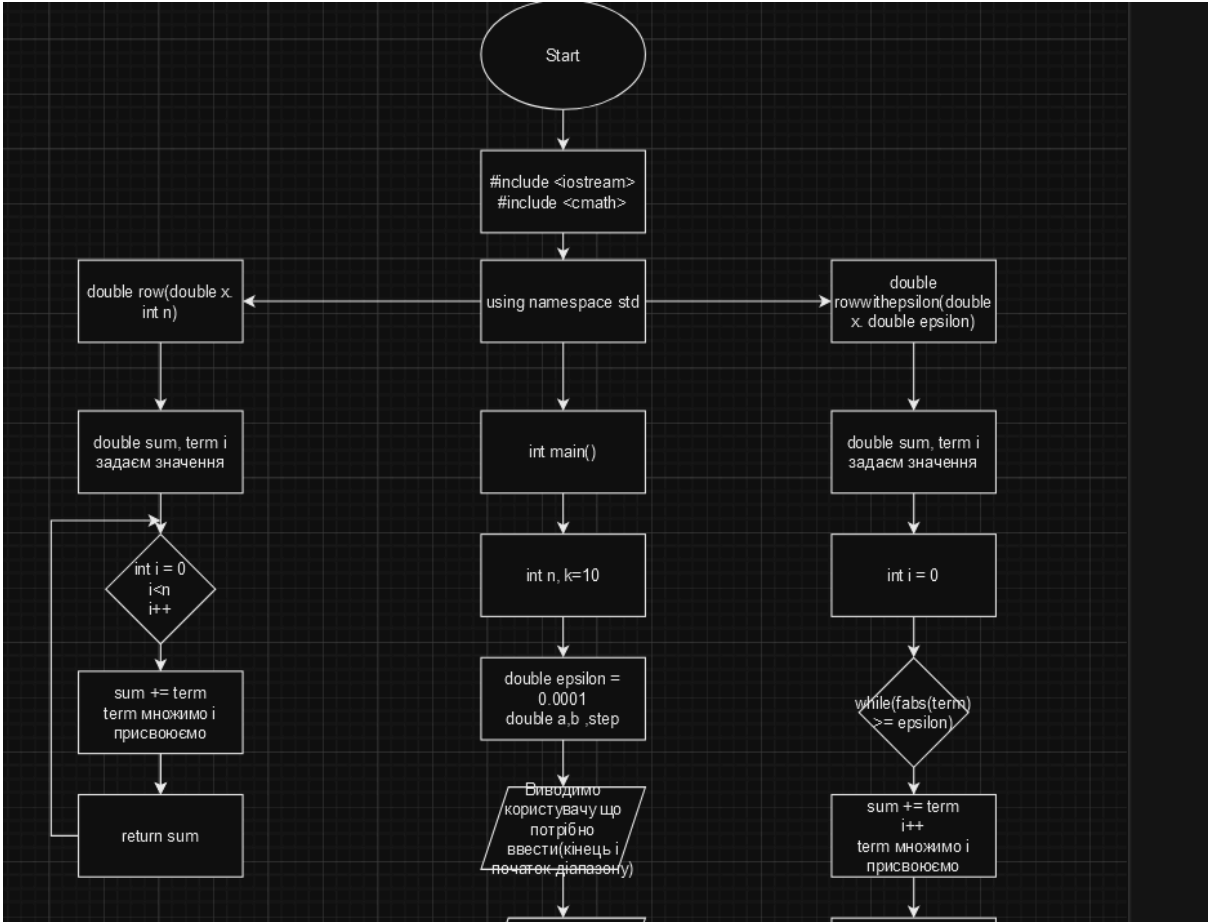 Start
#include <iostream>
#include <cmath>
double row(double x.
int n)
using namespace std
double
rowwithepsilon(double
x. double epsilon)
double sum, term i
задаєм значення
int main()
double sum, term i
задаєм значення
int i = 0
i<n
i++
int n, k=10
int i = 0
sum += term
term множимо і
присвоюємо
double epsilon =
0.0001
double a,b ,step
while(fabs(term)
>= epsilon)
return sum
Виводимо
користувачу що
потрібно
ввести(кінець і
початок діапазону)
sum += term
i++
term множимо і
присвоюємо